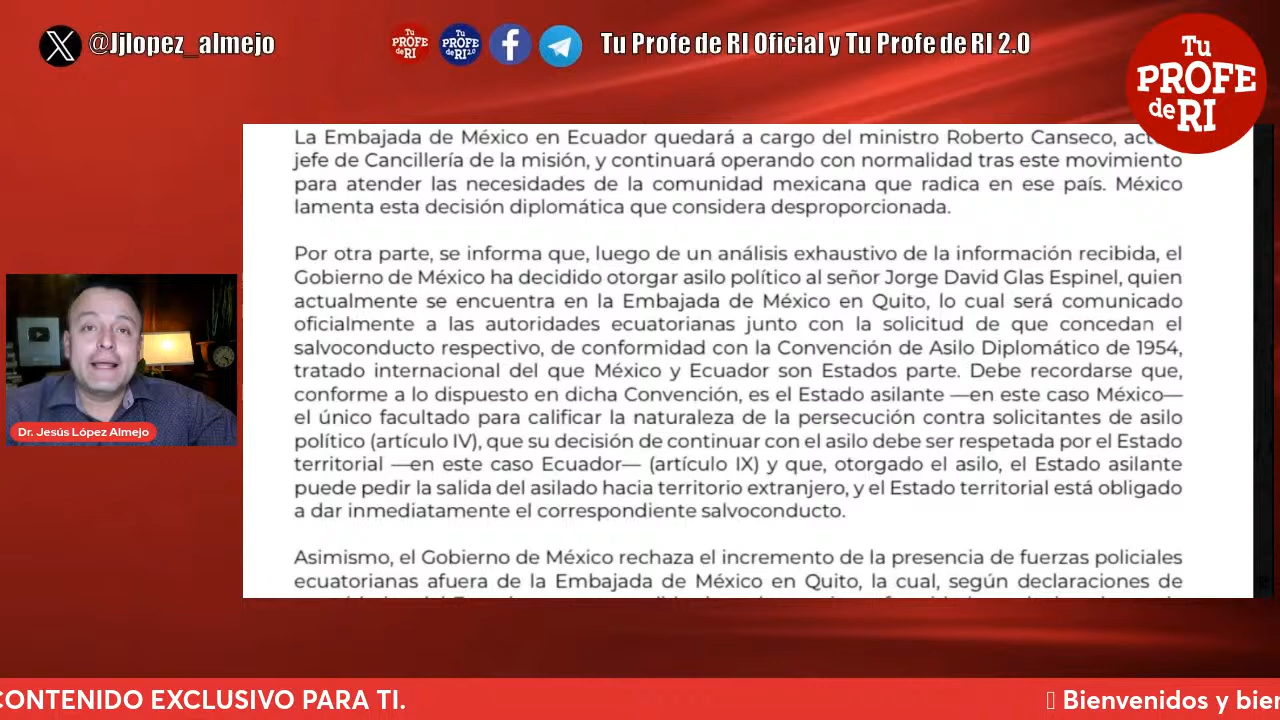 @Jjlopez_almejo
Tu
PROFE
de RI
Tu
PROFE
de RI 2.0
Tu Profe de RI Oficial y Tu Profe de RI 2.0
Tu
PROFE
de RI
La Embajada de México en Ecuador quedará a cargo del ministro Roberto Canseco,
jefe de Cancillería de la misión, y continuará operando con normalidad tras este movimiento
para atender las necesidades de la comunidad mexicana que radica en ese país. México
lamenta esta decisión diplomática que considera desproporcionada.
Por otra parte, se informa que, luego de un análisis exhaustivo de la información recibida, el
Gobierno de México ha decidido otorgar asilo político al señor Jorge David Glas Espinel, quien
actualmente se encuentra en la Embajada de México en Quito, lo cual será comunicado
oficialmente a las autoridades ecuatorianas junto con la solicitud de que concedan el
salvoconducto respectivo, de conformidad con la Convención de Asilo Diplomático de 1954,
tratado internacional del que México y Ecuador son Estados parte. Debe recordarse que,
conforme a lo dispuesto en dicha Convención, es el Estado asilante —en este caso México—
el único facultado para calificar la naturaleza de la persecución contra solicitantes de asilo
político (artículo IV), que su decisión de continuar con el asilo debe ser respetada por el Estado
territorial —en este caso Ecuador— (artículo IX) y que, otorgado el asilo, el Estado asilante
puede pedir la salida del asilado hacia territorio extranjero, y el Estado territorial está obligado
a dar inmediatamente el correspondiente salvoconducto.
Asimismo, el Gobierno de México rechaza el incremento de la presencia de fuerzas policiales
ecuatorianas afuera de la Embajada de México en Quito, la cual, según declaraciones de
Dr. Jesús López Almejo
CONTENIDO EXCLUSIVO PARA TI.
Bienvenidos y bien